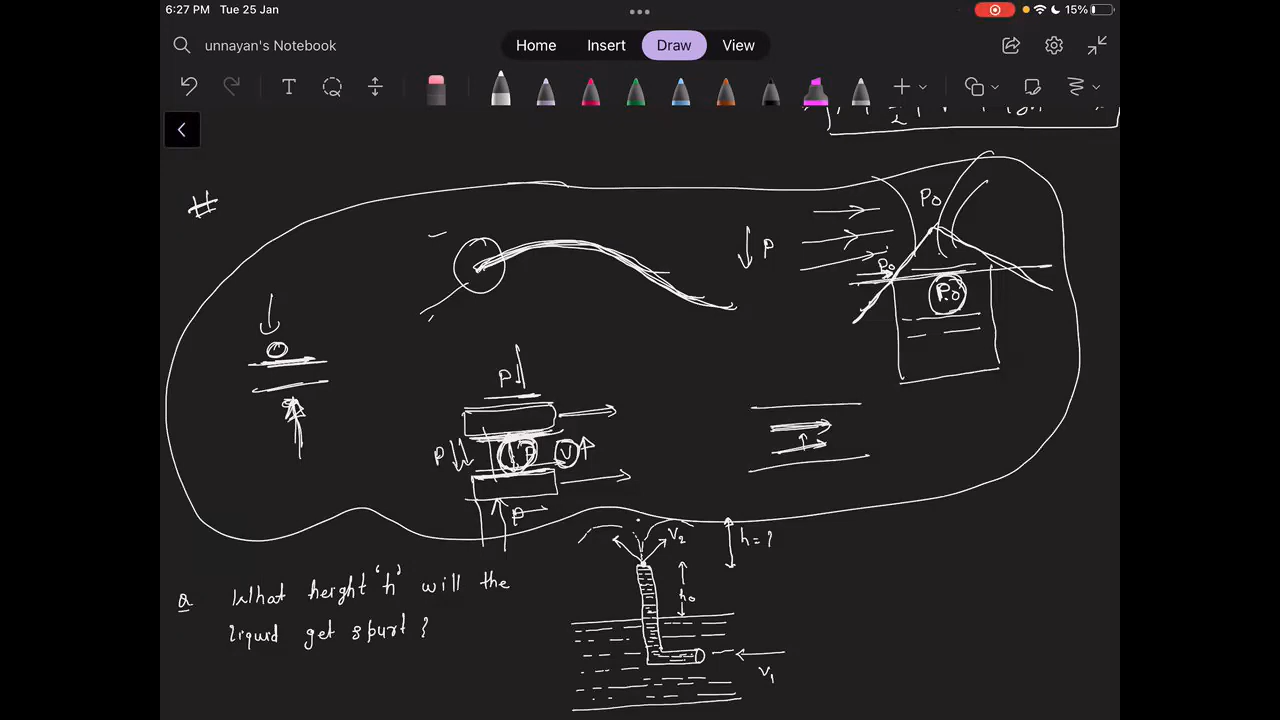 6:27 PM Tue 25 Jan
15%
unnayan's Notebook
Home Insert Draw View
#
P
P₀
P₀
P₀
P
P
P
V
P
Q What height 'h' will the
liquid get spurt ?
V₂
h = ?
h₀
V₁